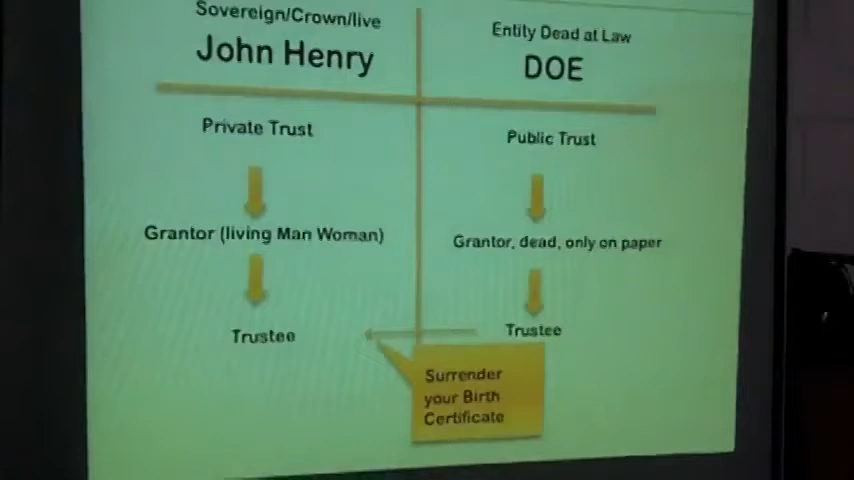 Sovereign/Crown/live
John Henry
Entity Dead at Law
DOE
Private Trust
Public Trust
Grantor (living Man Woman)
Grantor, dead, only on paper
Trustee
Trustee
Surrender
your Birth
Certificate